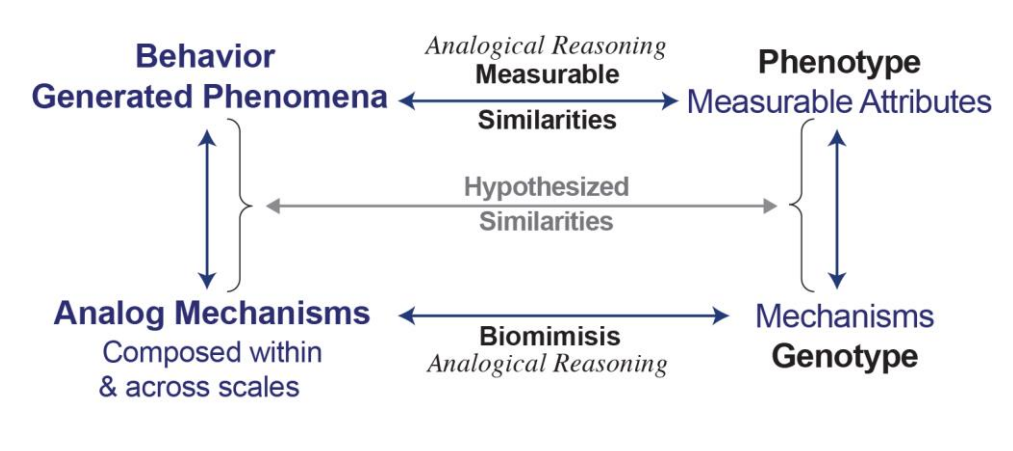 Behavior
Generated Phenomena
Analogical Reasoning
Measurable
Similarities
Phenotype
Measurable Attributes
Hypothesized
Similarities
Analog Mechanisms
Composed within
& across scales
Biomimisis
Analogical Reasoning
Mechanisms
Genotype